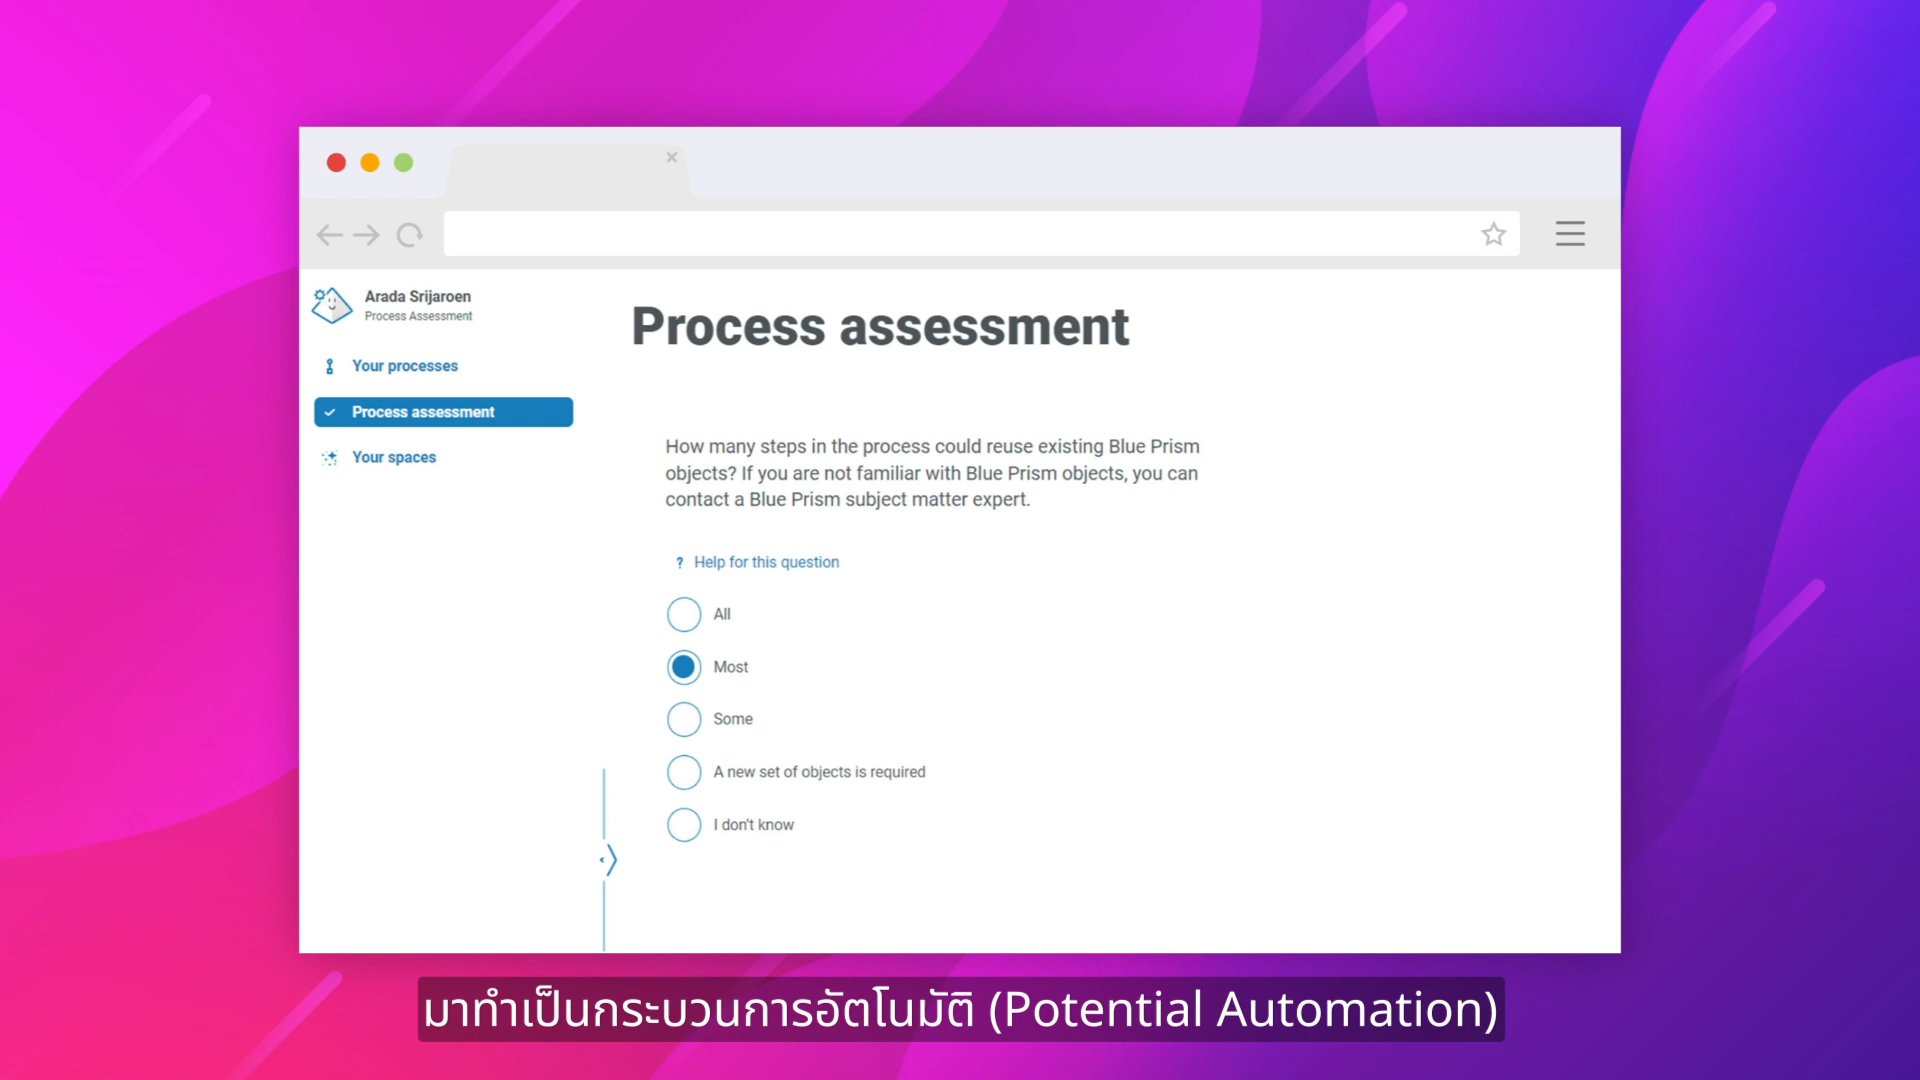 Arada Srijaroen
Process Assessment
Your processes
Process assessment
Your spaces
Process assessment
How many steps in the process could reuse existing Blue Prism
objects? If you are not familiar with Blue Prism objects, you can
contact a Blue Prism subject matter expert.
? Help for this question
All
Most
Some
A new set of objects is required
I don't know
มาทำเป็นกระบวนการอัตโนมัติ (Potential Automation)